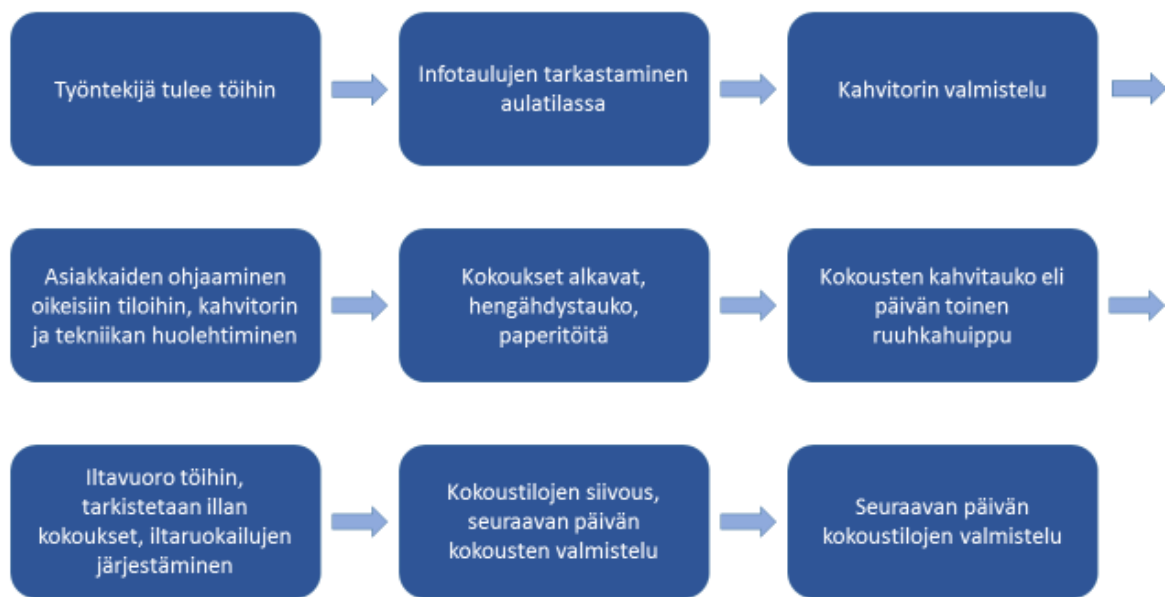 Työntekijä tulee töihin
Infotaulujen tarkastaminen
aulatilassa
Kahvitorin valmistelu
Asiakkaiden ohjaaminen
oikeisiin tiloihin, kahvitorin
ja tekniikan huolehtiminen
Kokoukset alkavat,
hengähdystauko,
paperitöitä
Kokousten kahvitauko eli
päivän toinen
ruuhkahuippu
Iltavuoro töihin,
tarkistetaan illan
kokoukset, iltaruokailujen
järjestäminen
Kokoustilojen siivous,
seuraavan päivän
kokousten valmistelu
Seuraavan päivän
kokoustilojen valmistelu